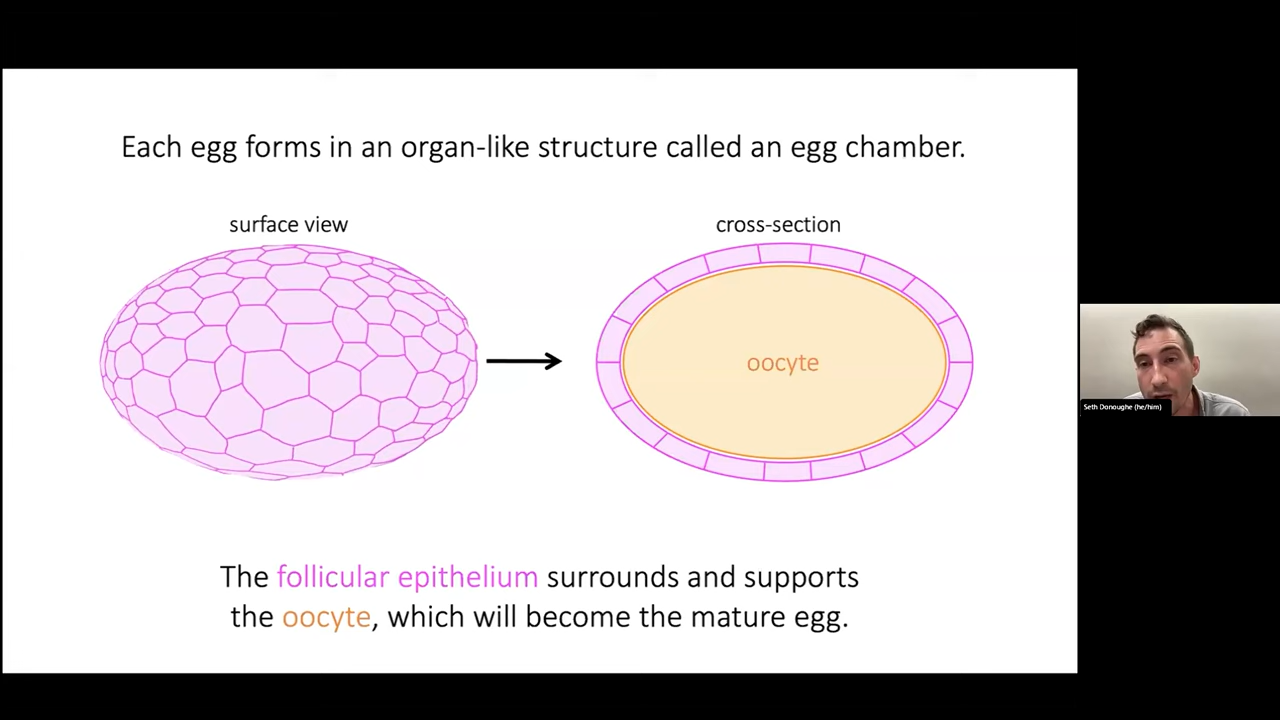 Each egg forms in an organ-like structure called an egg chamber.
surface view
cross-section
oocyte
Seth Donoughe (he/him)
The follicular epithelium surrounds and supports
the oocyte, which will become the mature egg.